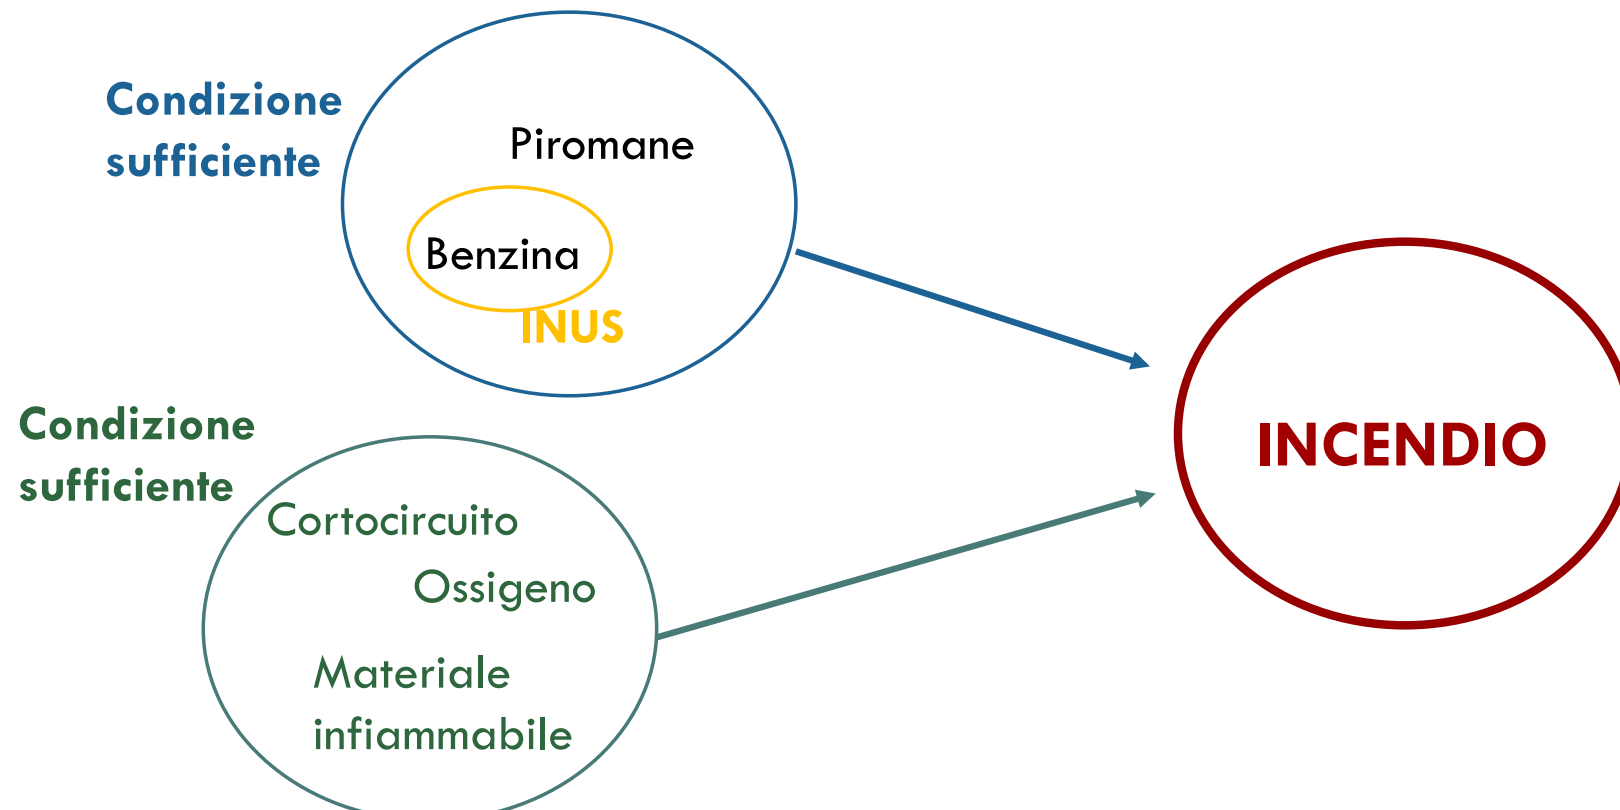 Condizione
sufficiente
Piromane
Benzina
INUS
Condizione
sufficiente
Cortocircuito
Ossigeno
Materiale
infiammabile
INCENDIO